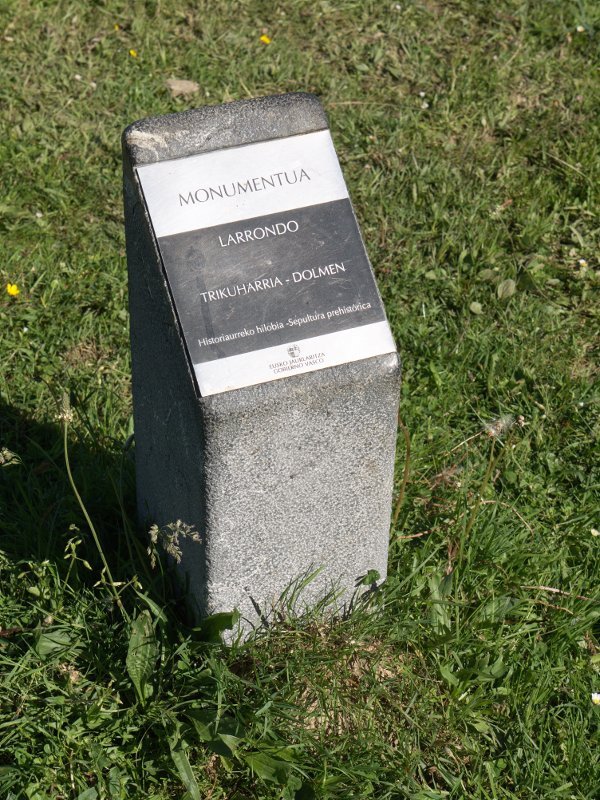 MONUMENTUA
LARRONDO
TRIKUHARRIA - DOLMEN
Historiaurreko hilobia -Sepultura prehistórica
EUSKO JAURLARITZA
GOBIERNO VASCO